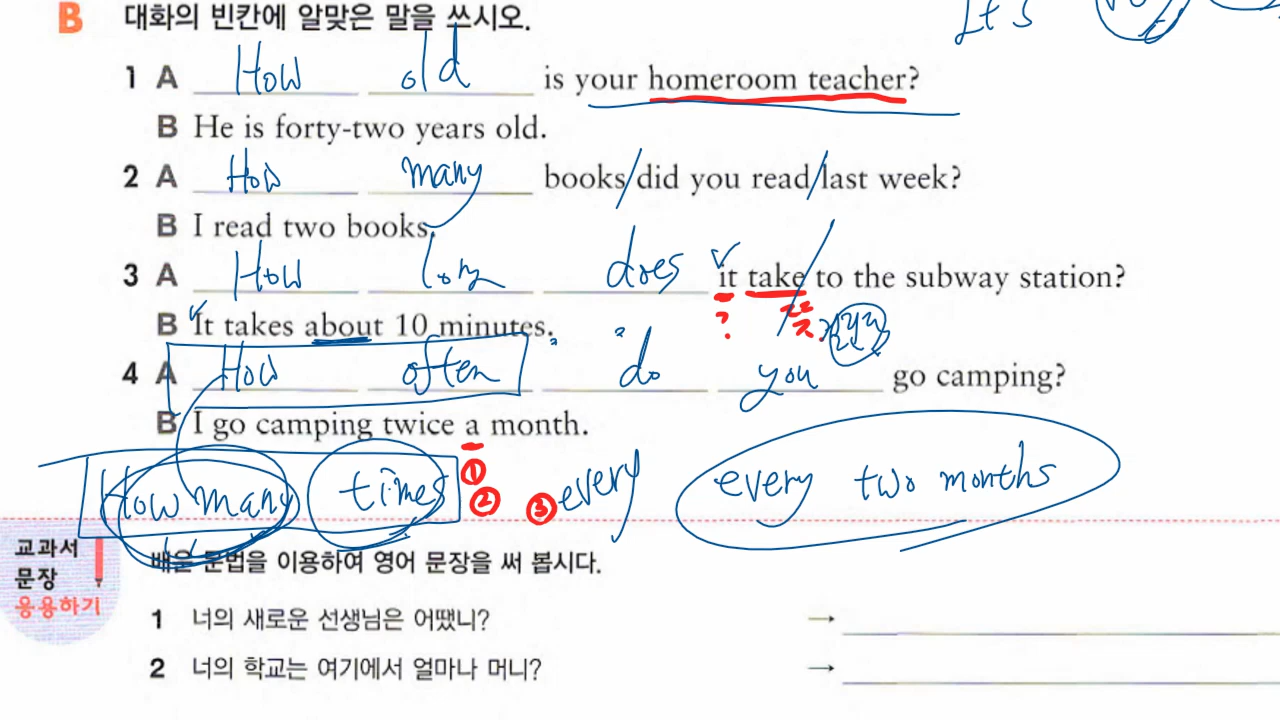 It's
B 대화의 빈칸에 알맞은 말을 쓰시오.
1 A How old is your homeroom teacher?
B He is forty-two years old.
2 A How many books/did you read/last week?
B I read two books.
3 A How long does it take/to the subway station?
B It takes about 10 minutes.
4 A How often do you go camping?
B I go camping twice a month.
How many times ① ② ③ every every two months
교과서
문장
응용하기
배운 문법을 이용하여 영어 문장을 써 봅시다.
1 너의 새로운 선생님은 어땠니? →
2 너의 학교는 여기에서 얼마나 머니? →